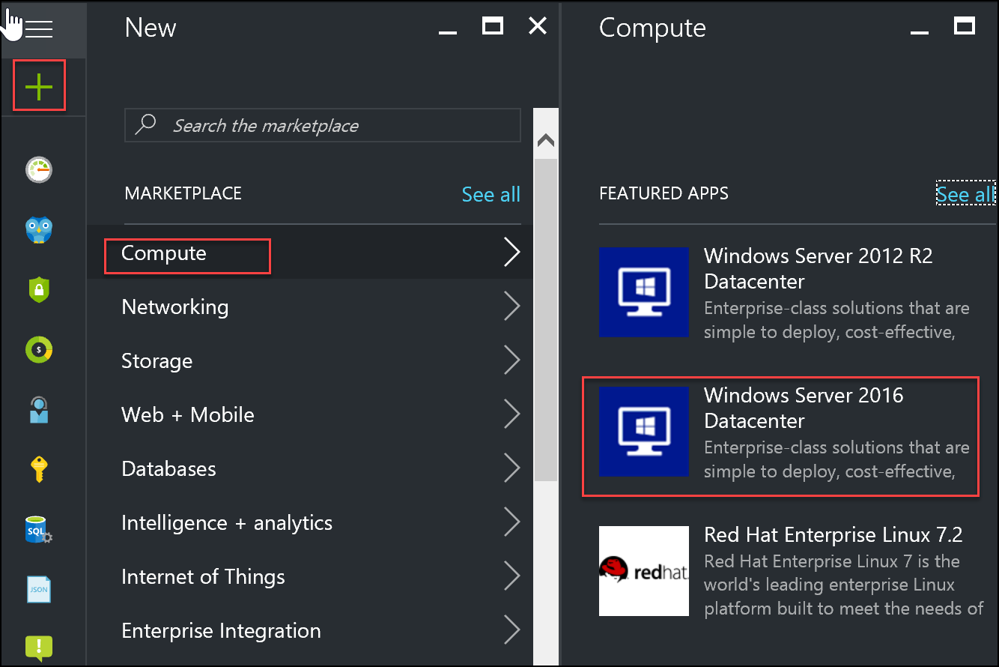 New
Search the marketplace
MARKETPLACE
See all
Compute
Networking
Storage
Web + Mobile
Databases
Intelligence + analytics
Internet of Things
Enterprise Integration
Compute
FEATURED APPS
See all
Windows Server 2012 R2
Datacenter
Enterprise-class solutions that are
simple to deploy, cost-effective,
Windows Server 2016
Datacenter
Enterprise-class solutions that are
simple to deploy, cost-effective,
redhat.
Red Hat Enterprise Linux 7.2
Red Hat Enterprise Linux 7 is the
world's leading enterprise Linux
platform built to meet the needs of
$
SQL
JSON
!